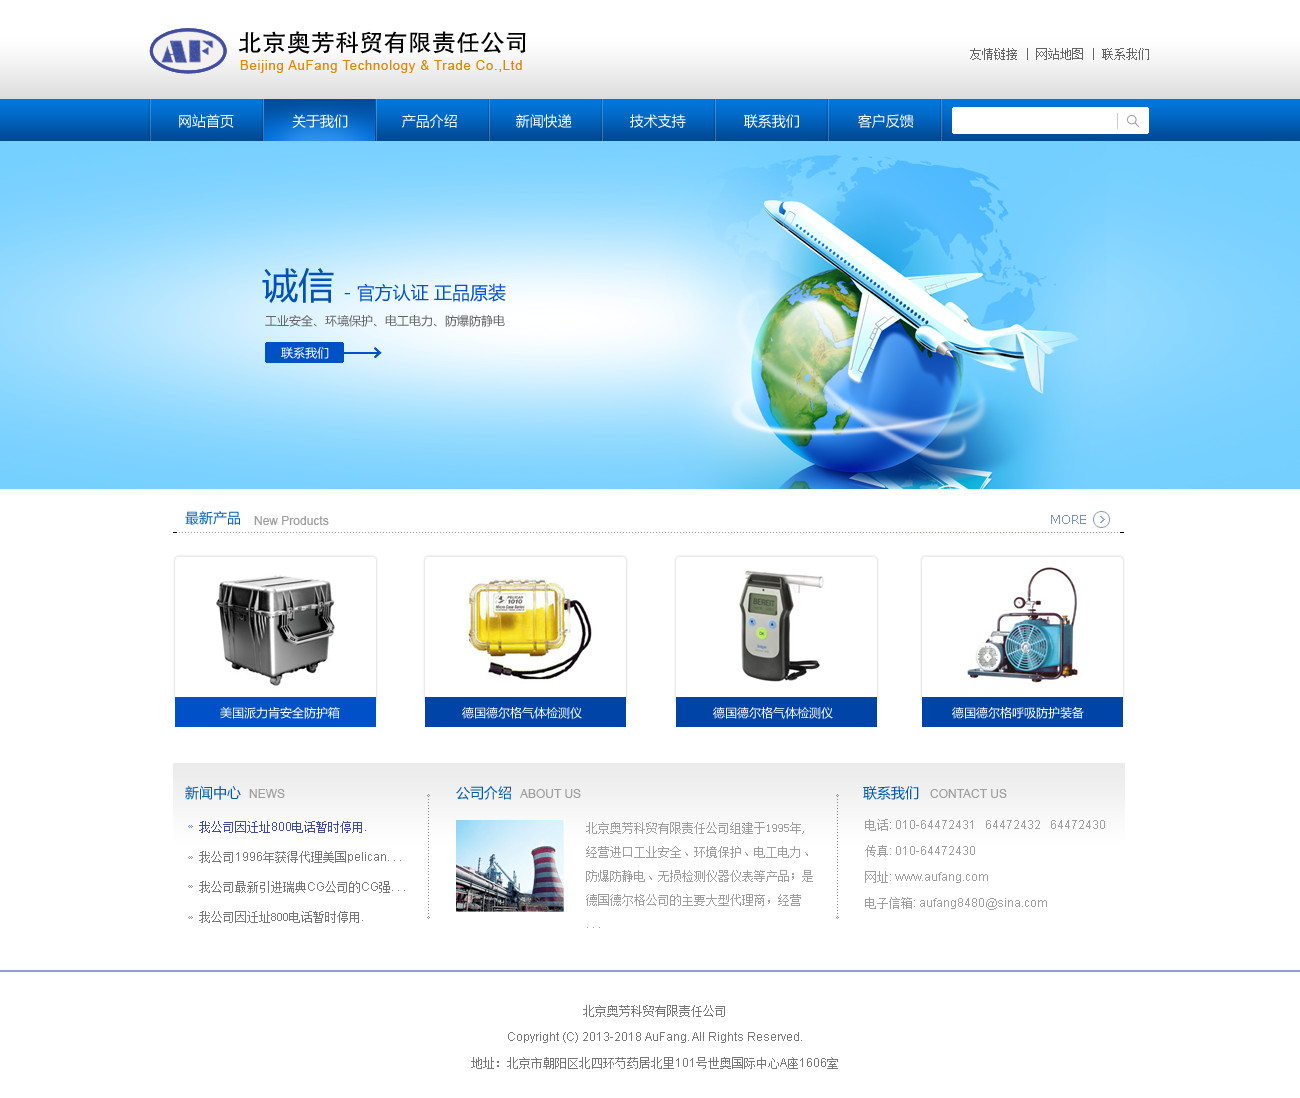 AF
北京奥芳科贸有限责任公司
Beijing AuFang Technology & Trade Co.,Ltd
友情链接 | 网站地图 | 联系我们
网站首页 关于我们 产品介绍 新闻快递 技术支持 联系我们 客户反馈
诚信 - 官方认证 正品原装
工业安全、环境保护、电工电力、防爆防静电
联系我们
最新产品 New Products MORE
PELICAN
1010
Micro Case Series
BEREIT
美国派力肯安全防护箱 德国德尔格气体检测仪 德国德尔格气体检测仪 德国德尔格呼吸防护装备
新闻中心 NEWS
我公司因迁址800电话暂时停用.
我公司1996年获得代理美国pelican...
我公司最新引进瑞典CG公司的CG强...
我公司因迁址800电话暂时停用.
公司介绍 ABOUT US
北京奥芳科贸有限责任公司组建于1995年,
经营进口工业安全、环境保护、电工电力、
防爆防静电、无损检测仪器仪表等产品；是
德国德尔格公司的主要大型代理商，经营
...
联系我们 CONTACT US
电话: 010-64472431 64472432 64472430
传真: 010-64472430
网址: www.aufang.com
电子信箱: aufang8480@sina.com
北京奥芳科贸有限责任公司
Copyright (C) 2013-2018 AuFang. All Rights Reserved.
地址：北京市朝阳区北四环芍药居北里101号世奥国际中心A座1606室